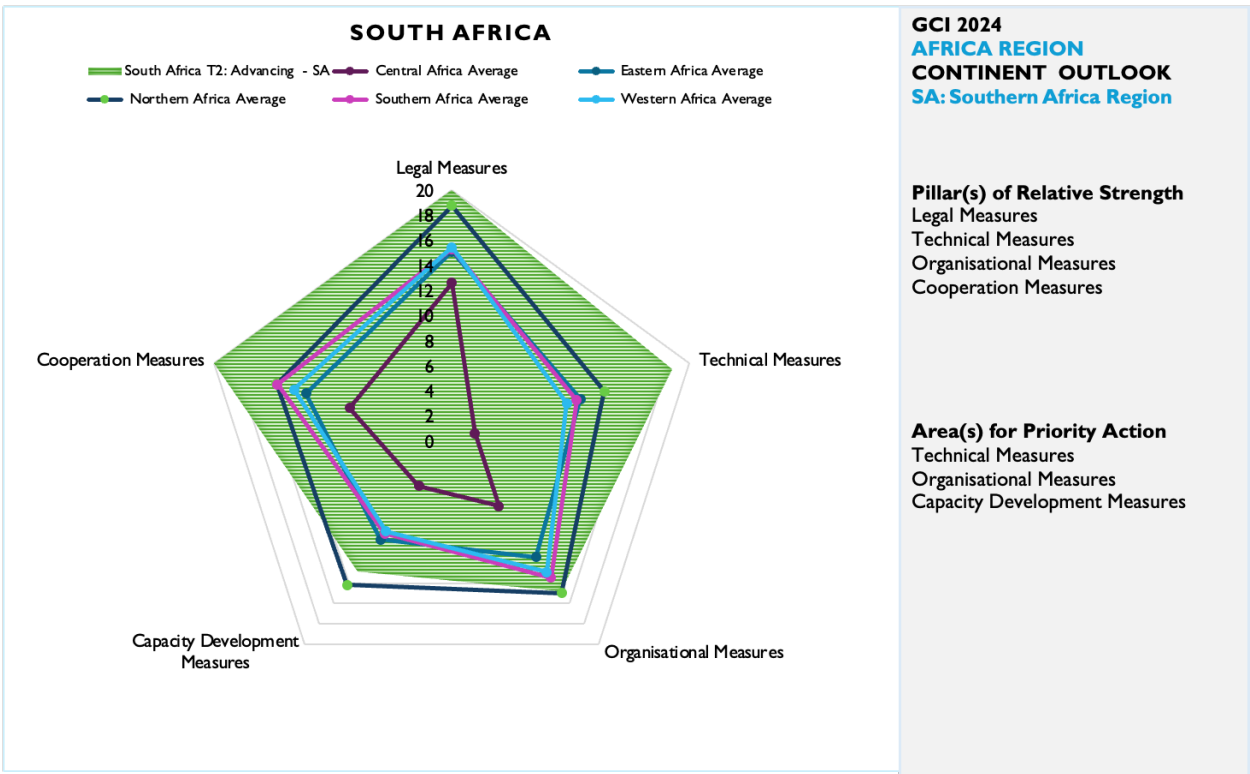 SOUTH AFRICA
South Africa T2: Advancing - SA
Central Africa Average
Eastern Africa Average
Northern Africa Average
Southern Africa Average
Western Africa Average
Legal Measures
20
18
16
14
12
10
8
6
4
2
0
Cooperation Measures
Technical Measures
Capacity Development
Measures
Organisational Measures
GCI 2024
AFRICA REGION
CONTINENT OUTLOOK
SA: Southern Africa Region
Pillar(s) of Relative Strength
Legal Measures
Technical Measures
Organisational Measures
Cooperation Measures
Area(s) for Priority Action
Technical Measures
Organisational Measures
Capacity Development Measures